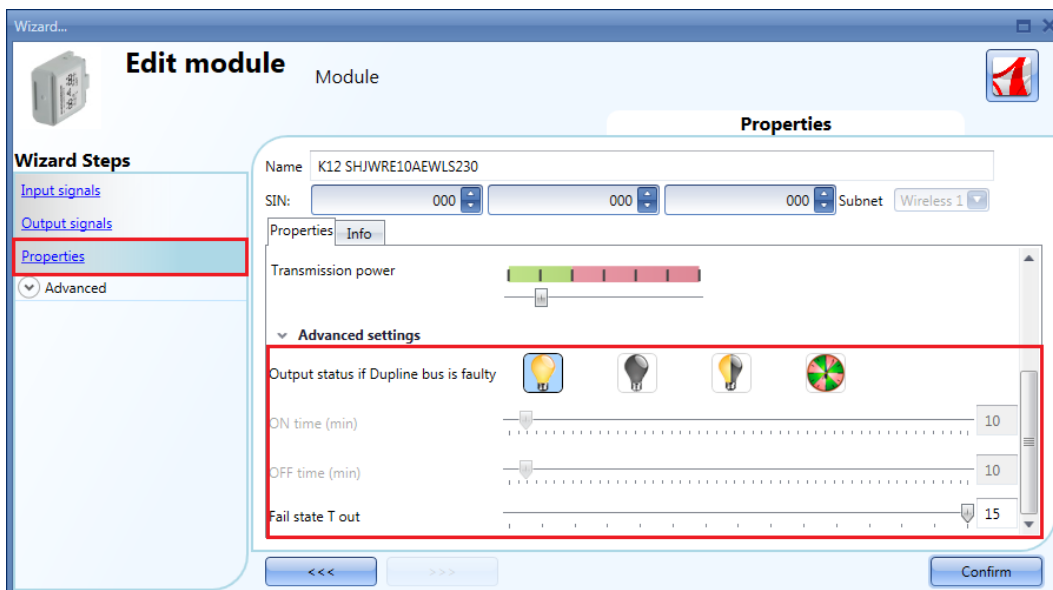 Wizard...
Edit module
Module
Properties
Wizard Steps
Input signals
Output signals
Properties
Advanced
Name K12 SHJWRE10AEWLS230
SIN: 000 000 000 Subnet Wireless 1
Properties Info
Transmission power
Advanced settings
Output status if Dupline bus is faulty
ON time (min) 10
OFF time (min) 10
Fail state T out 15
<<< >>> Confirm